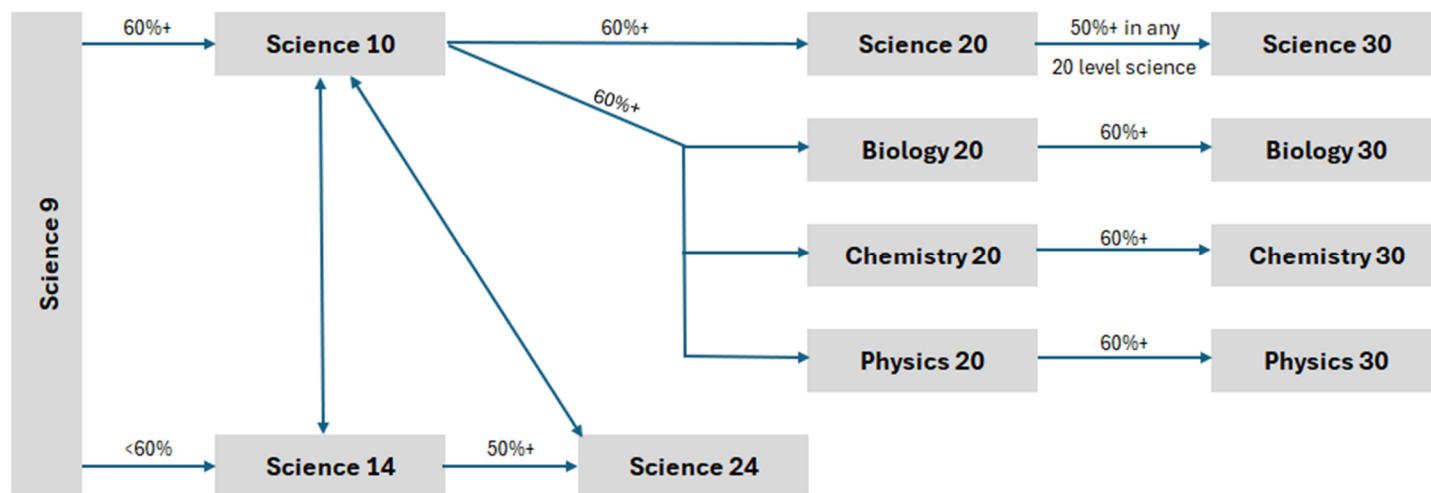 60%+
Science 10
60%+
Science 20
50%+ in any
20 level science
Science 30
60%+
Biology 20
60%+
Biology 30
Science 9
Chemistry 20
60%+
Chemistry 30
Physics 20
60%+
Physics 30
<60%
Science 14
50%+
Science 24